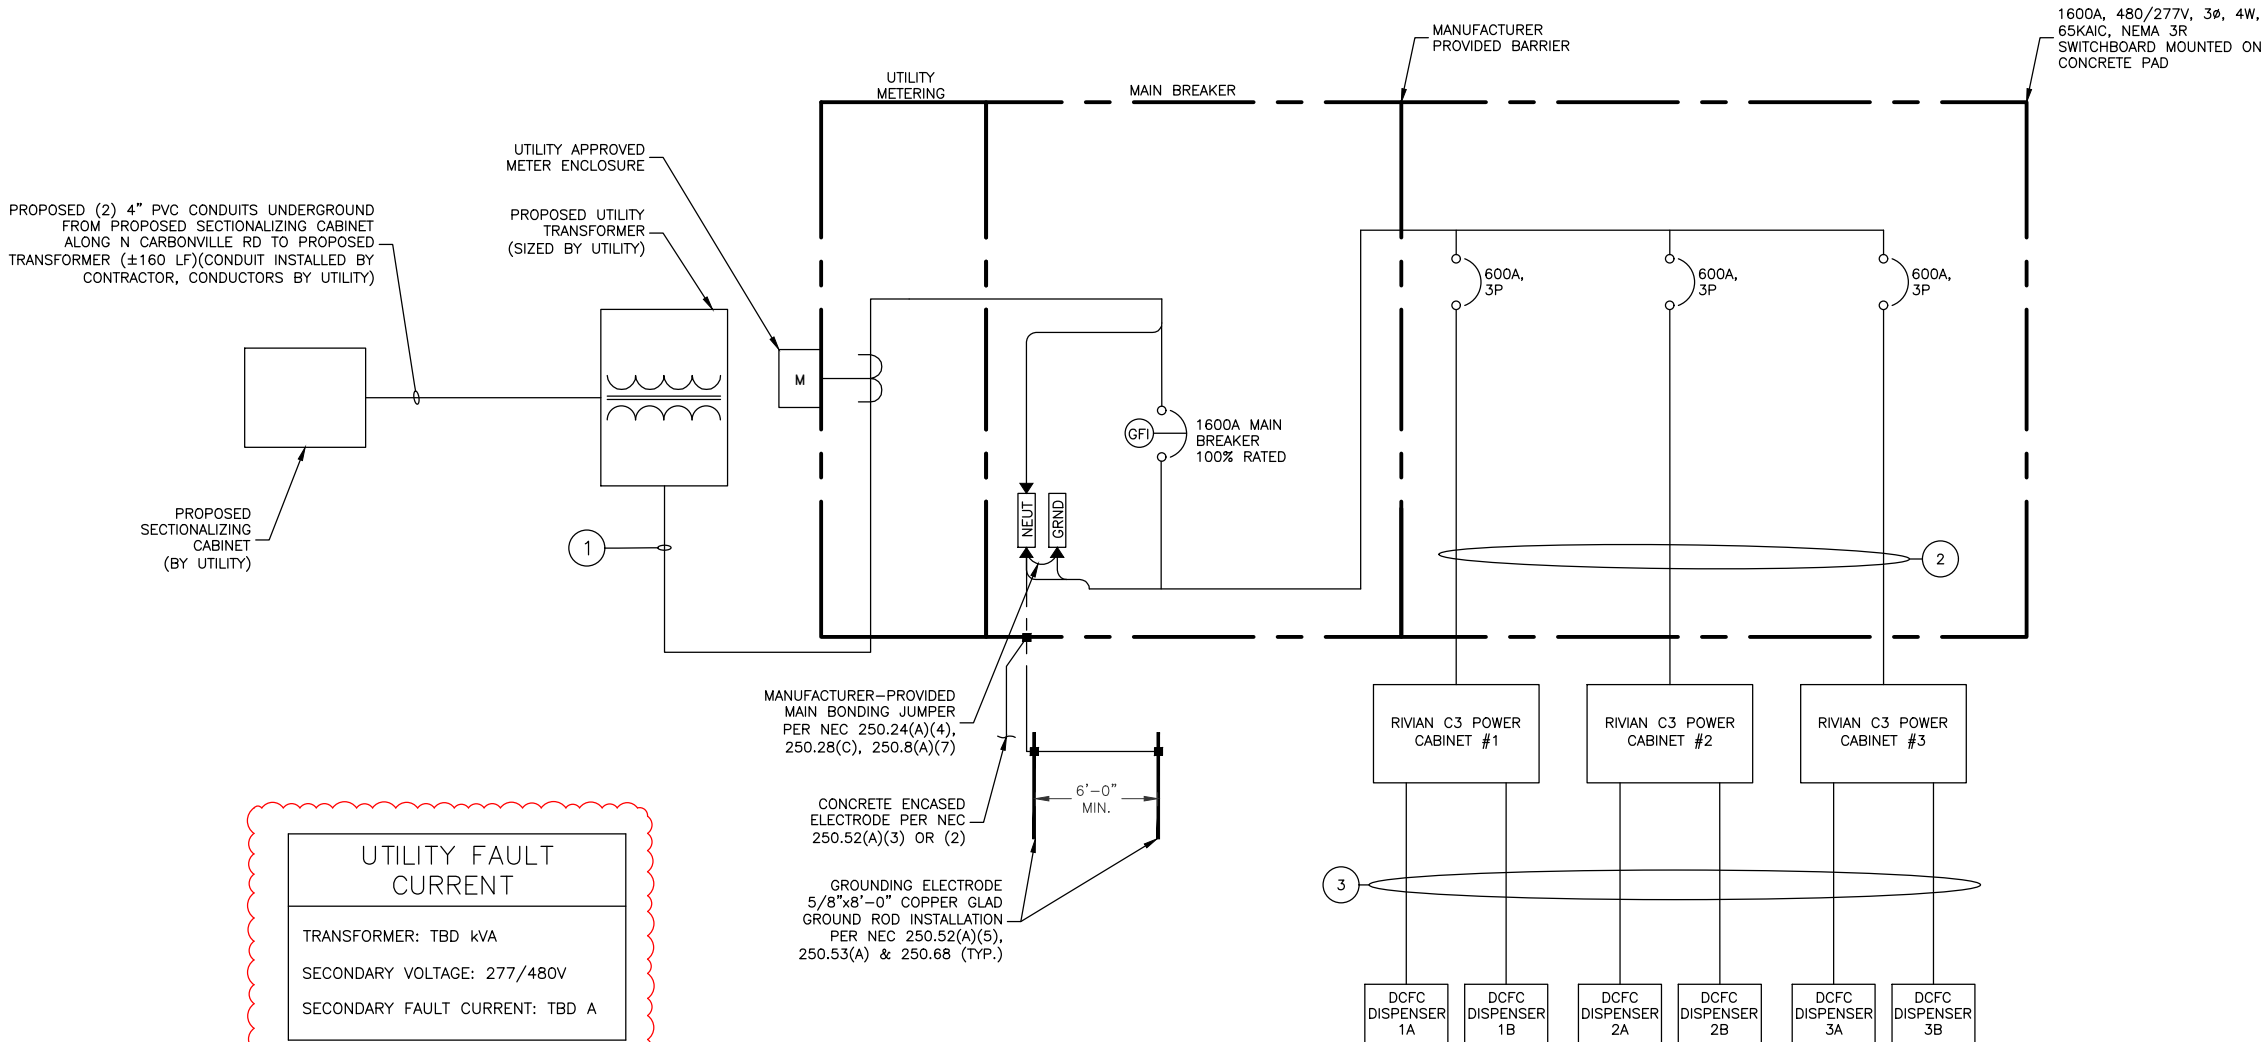 1600A, 480/277V, 3ø, 4W,
65KAIC, NEMA 3R
SWITCHBOARD MOUNTED ON
CONCRETE PAD
MANUFACTURER
PROVIDED BARRIER
UTILITY
METERING
MAIN BREAKER
UTILITY APPROVED
METER ENCLOSURE
PROPOSED (2) 4" PVC CONDUITS UNDERGROUND
FROM PROPOSED SECTIONALIZING CABINET
ALONG N CARBONVILLE RD TO PROPOSED
TRANSFORMER (±160 LF)(CONDUIT INSTALLED BY
CONTRACTOR, CONDUCTORS BY UTILITY)
PROPOSED UTILITY
TRANSFORMER
(SIZED BY UTILITY)
600A,
3P
600A,
3P
600A,
3P
M
GFI
1600A MAIN
BREAKER
100% RATED
NEUT
GRND
PROPOSED
SECTIONALIZING
CABINET
(BY UTILITY)
1
2
MANUFACTURER-PROVIDED
MAIN BONDING JUMPER
PER NEC 250.24(A)(4),
250.28(C), 250.8(A)(7)
RIVIAN C3 POWER
CABINET #1
RIVIAN C3 POWER
CABINET #2
RIVIAN C3 POWER
CABINET #3
6'-0"
MIN.
CONCRETE ENCASED
ELECTRODE PER NEC
250.52(A)(3) OR (2)
GROUNDING ELECTRODE
5/8"x8'-0" COPPER GLAD
GROUND ROD INSTALLATION
PER NEC 250.52(A)(5),
250.53(A) & 250.68 (TYP.)
3
UTILITY FAULT
CURRENT
TRANSFORMER: TBD kVA
SECONDARY VOLTAGE: 277/480V
SECONDARY FAULT CURRENT: TBD A
DCFC
DISPENSER
1A
DCFC
DISPENSER
1B
DCFC
DISPENSER
2A
DCFC
DISPENSER
2B
DCFC
DISPENSER
3A
DCFC
DISPENSER
3B